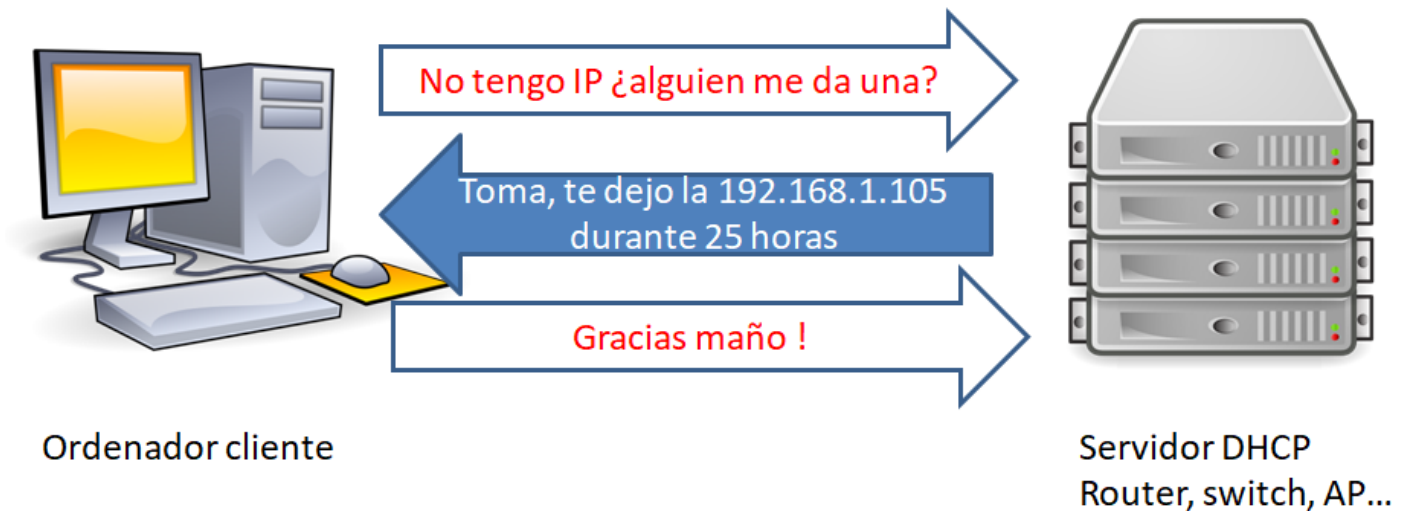 No tengo IP ¿alguien me da una?
Toma, te dejo la 192.168.1.105
durante 25 horas
Gracias maño !
Ordenador cliente
Servidor DHCP
Router, switch, AP...